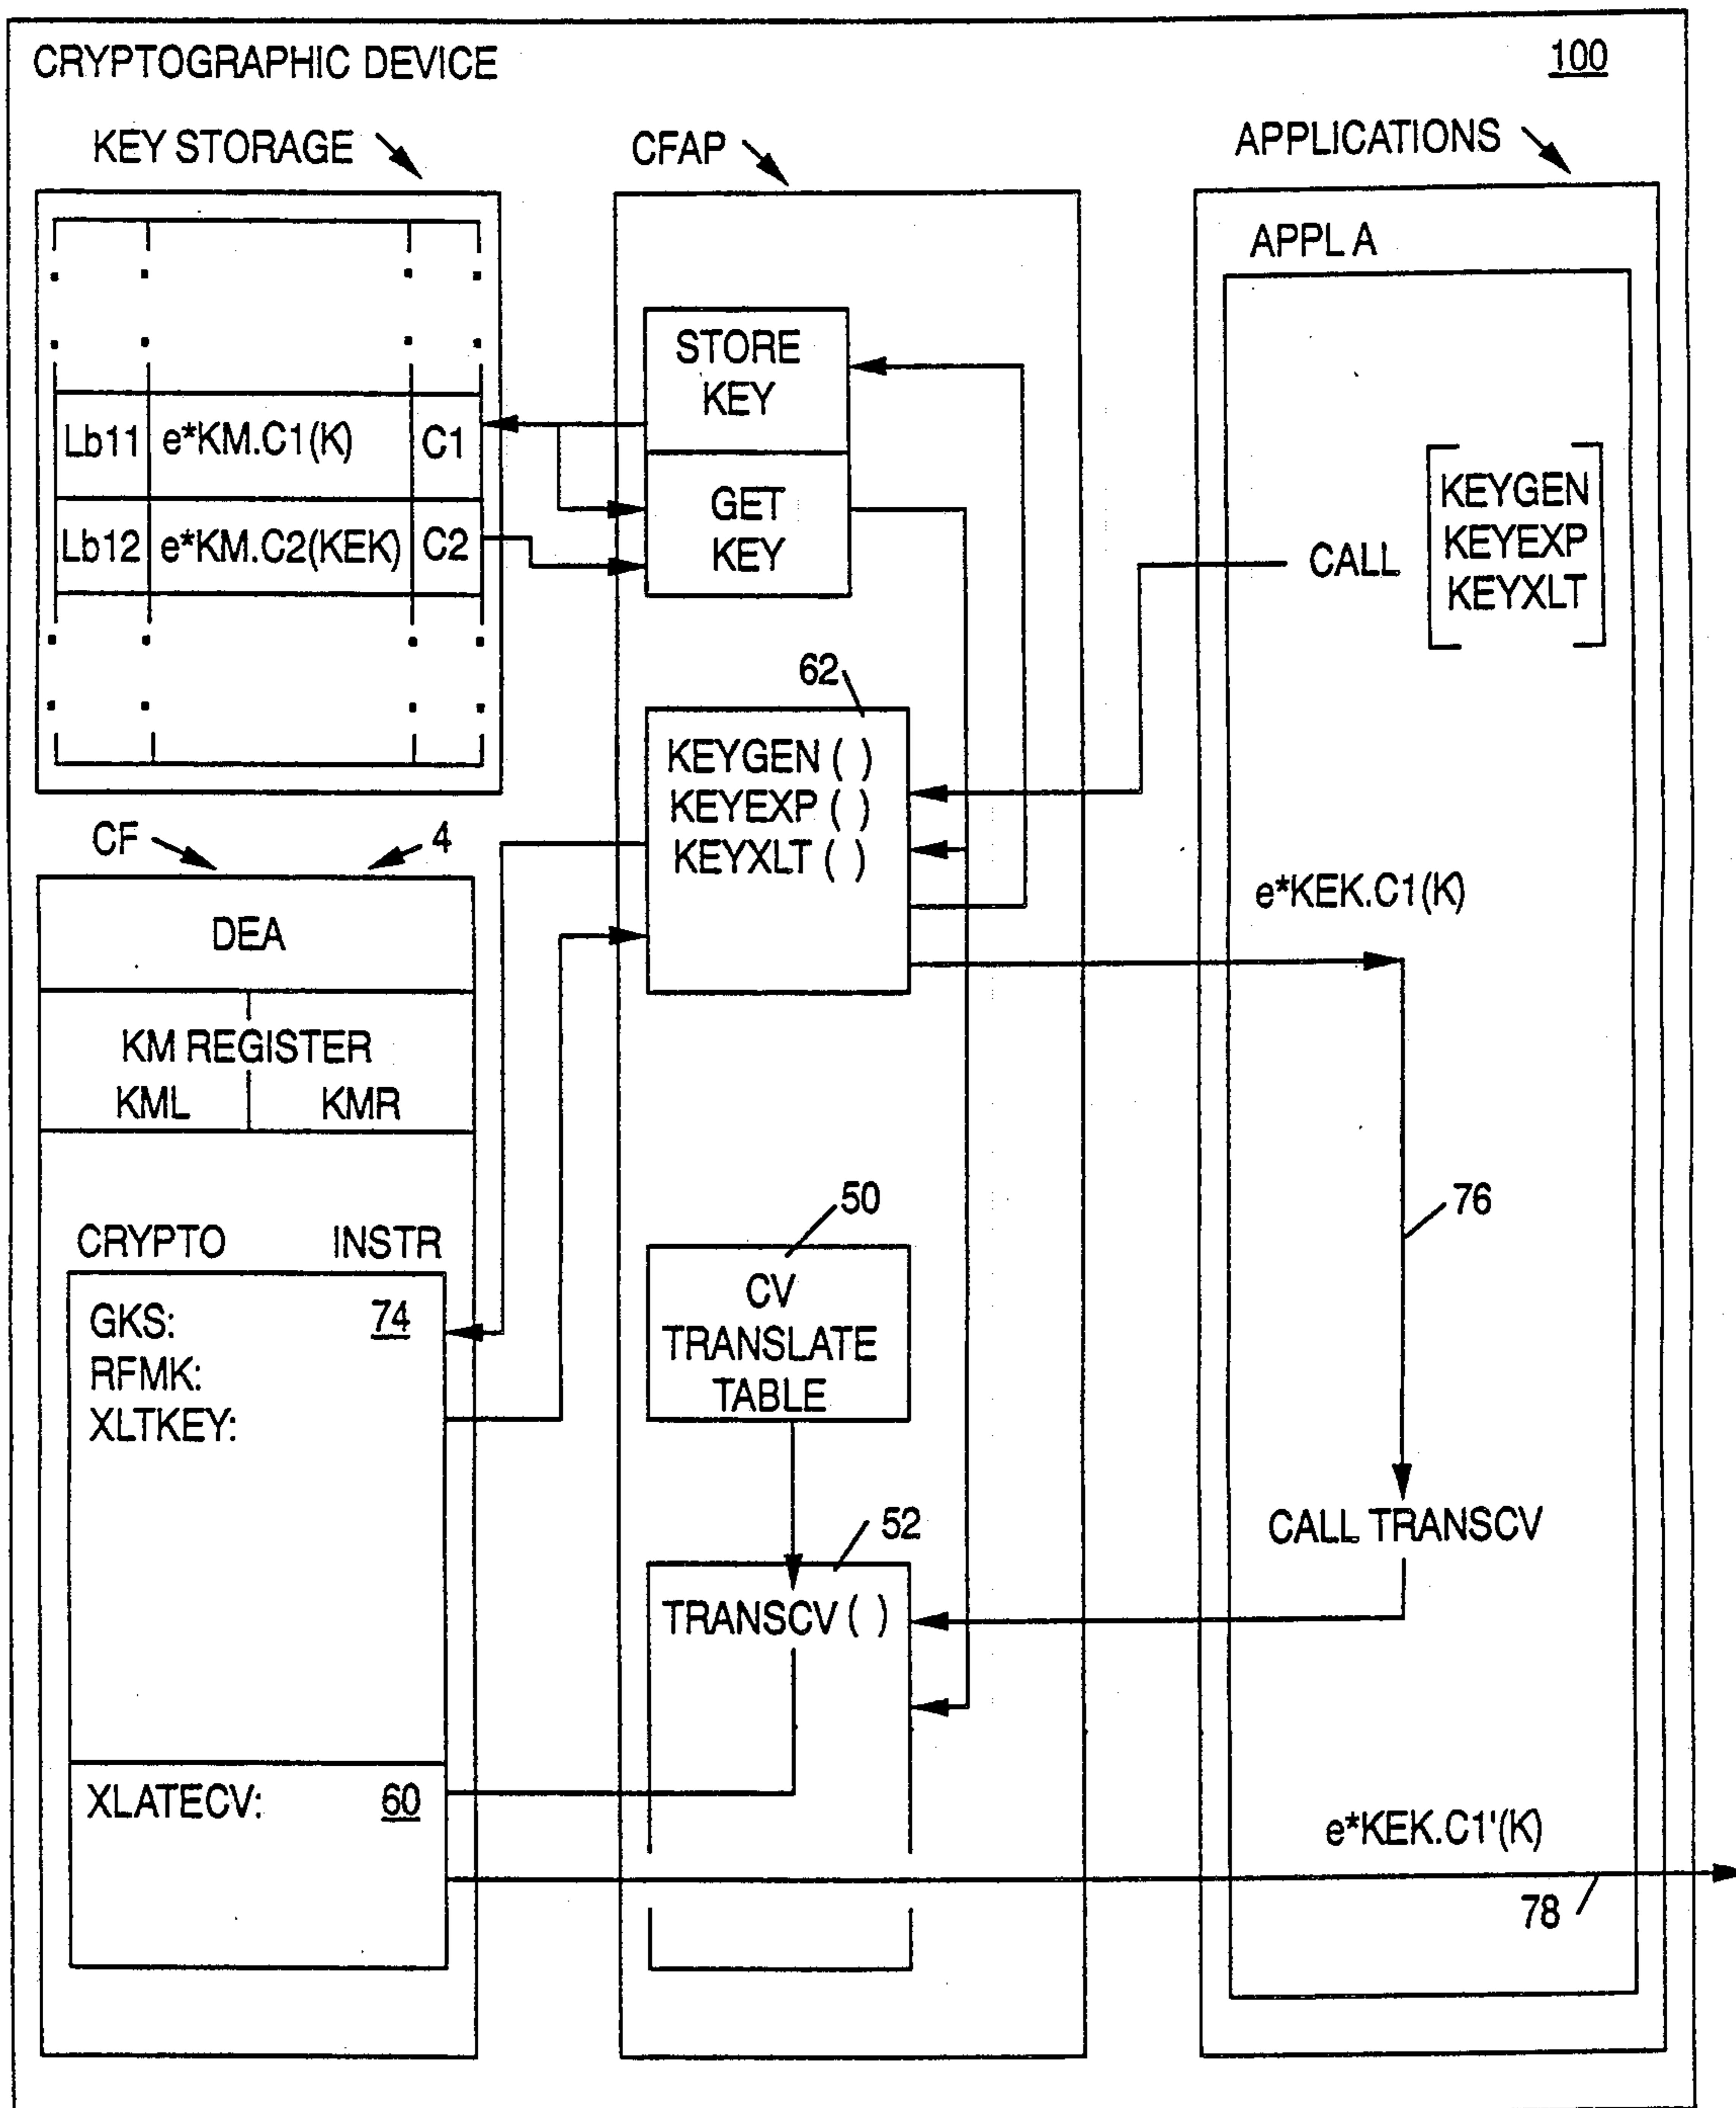 CRYPTOGRAPHIC DEVICE
100
KEY STORAGE
CFAP
APPLICATIONS
APPL A
STORE
KEY
Lb11 e*KM.C1(K) C1
GET
KEY
Lb12 e*KM.C2(KEK) C2
CALL
KEYGEN
KEYEXP
KEYXLT
62
KEYGEN ( )
KEYEXP ( )
KEYXLT ( )
CF
4
e*KEK.C1(K)
DEA
KM REGISTER
KML KMR
76
50
CRYPTO INSTR
CV
TRANSLATE
TABLE
GKS: 74
RFMK:
XLTKEY:
52
CALL TRANSCV
TRANSCV ( )
XLATECV: 60
e*KEK.C1'(K)
78